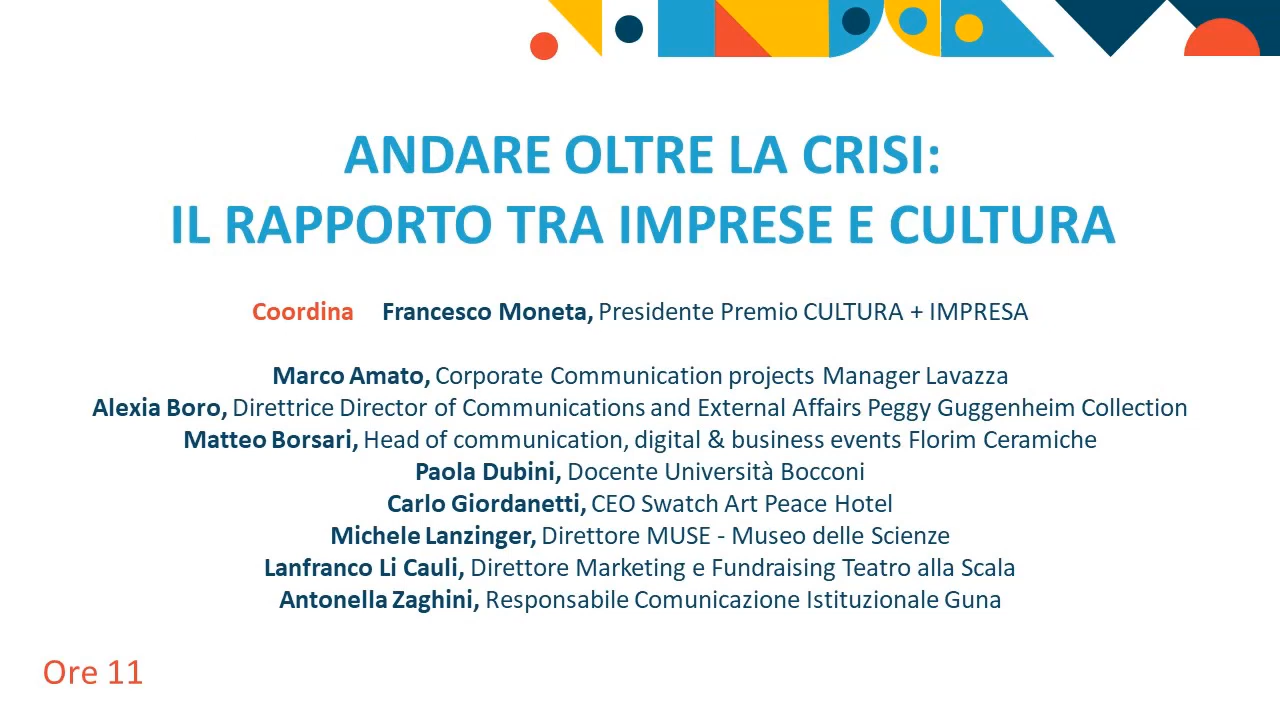 ANDARE OLTRE LA CRISI:
IL RAPPORTO TRA IMPRESE E CULTURA
Coordina Francesco Moneta, Presidente Premio CULTURA + IMPRESA
Marco Amato, Corporate Communication projects Manager Lavazza
Alexia Boro, Direttrice Director of Communications and External Affairs Peggy Guggenheim Collection
Matteo Borsari, Head of communication, digital & business events Florim Ceramiche
Paola Dubini, Docente Università Bocconi
Carlo Giordanetti, CEO Swatch Art Peace Hotel
Michele Lanzinger, Direttore MUSE - Museo delle Scienze
Lanfranco Li Cauli, Direttore Marketing e Fundraising Teatro alla Scala
Antonella Zaghini, Responsabile Comunicazione Istituzionale Guna
Ore 11